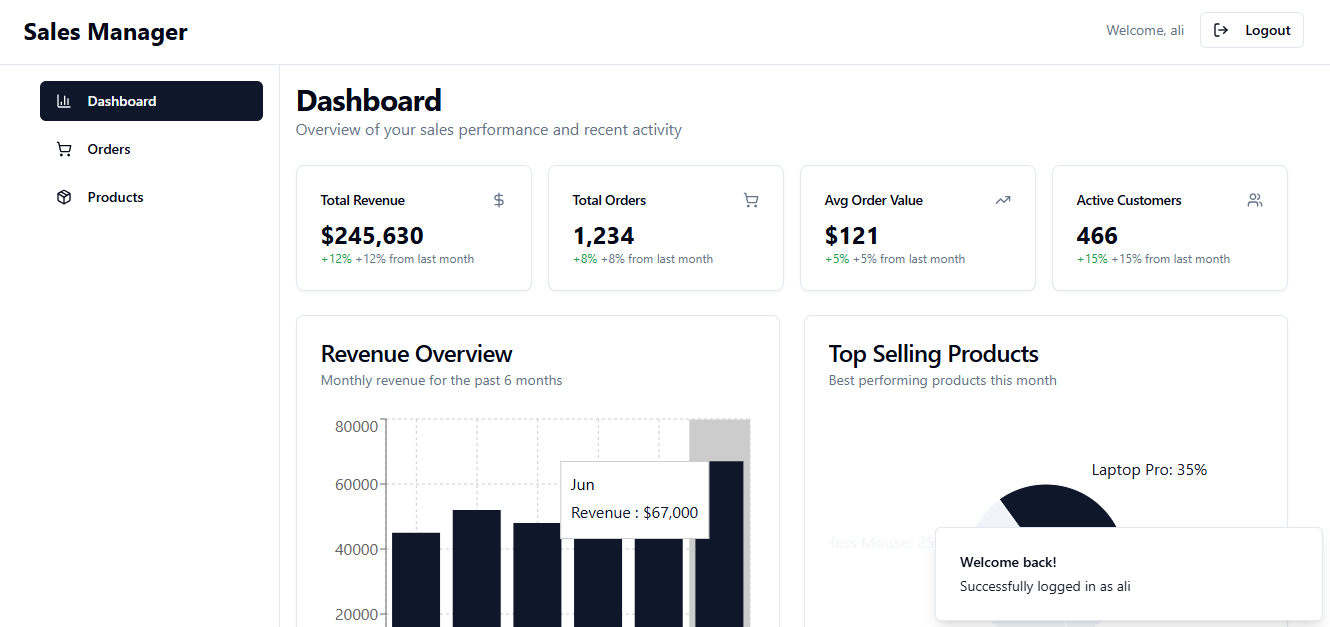 Sales Manager
Welcome, ali
Logout
Dashboard
Orders
Products
Dashboard
Overview of your sales performance and recent activity
Total Revenue
$245,630
+12% +12% from last month
Total Orders
1,234
+8% +8% from last month
Avg Order Value
$121
+5% +5% from last month
Active Customers
466
+15% +15% from last month
Revenue Overview
Monthly revenue for the past 6 months
80000
60000
40000
20000
Jun
Revenue : $67,000
Top Selling Products
Best performing products this month
Laptop Pro: 35%
Mouse:
Welcome back!
Successfully logged in as ali